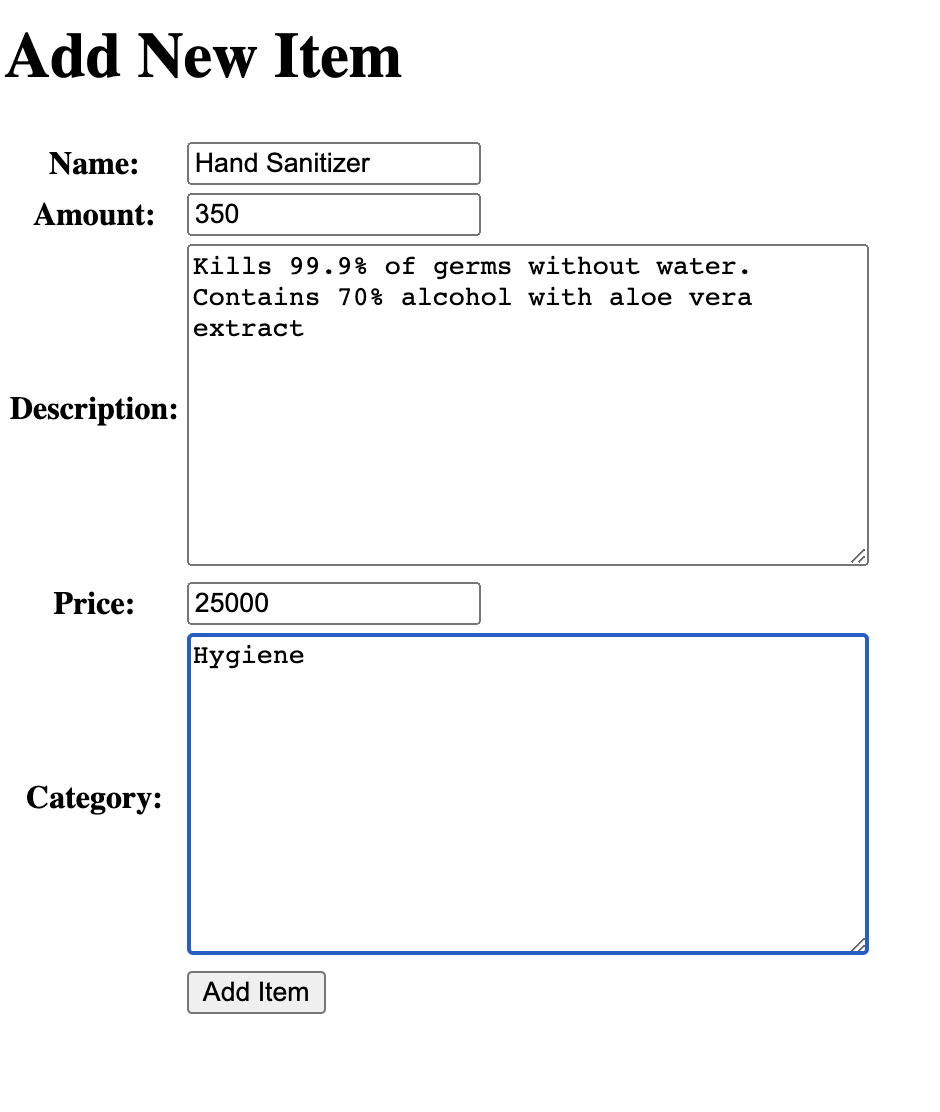 Add New Item
Name: Hand Sanitizer
Amount: 350
Description: Kills 99.9% of germs without water.
Contains 70% alcohol with aloe vera
extract
Price: 25000
Category: Hygiene
Add Item